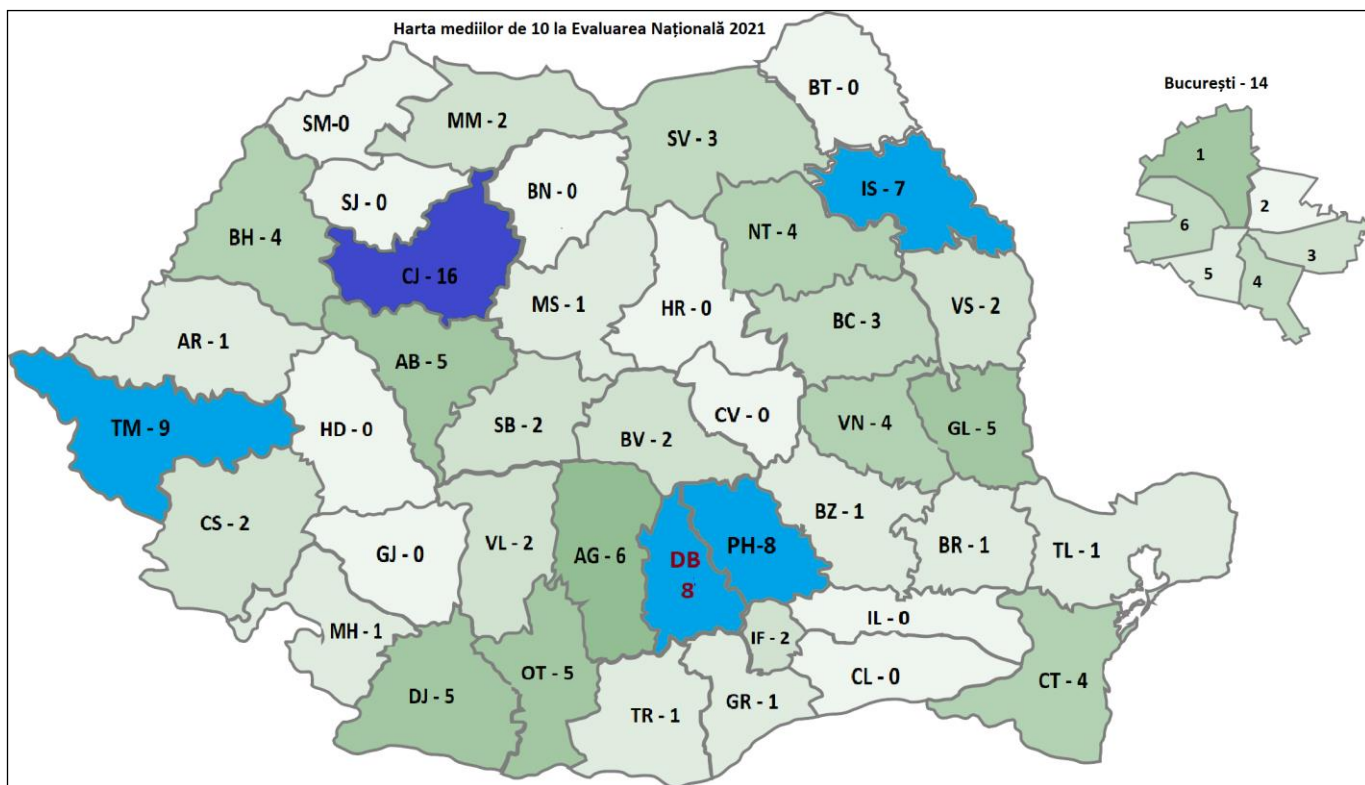 Harta mediilor de 10 la Evaluarea Națională 2021
BT - 0
București - 14
SM-0
MM - 2
SV - 3
1
IS - 7
SJ - 0
BN - 0
2
BH - 4
NT - 4
6
3
CJ - 16
5
4
MS - 1
HR - 0
BC - 3
VS - 2
AR - 1
AB - 5
TM - 9
HD - 0
SB - 2
BV - 2
CV - 0
VN - 4
GL - 5
CS - 2
GJ - 0
VL - 2
AG - 6
DB
8
PH-8
BZ - 1
BR - 1
TL - 1
MH - 1
IF - 2
IL - 0
DJ - 5
OT - 5
TR - 1
GR - 1
CL - 0
CT - 4